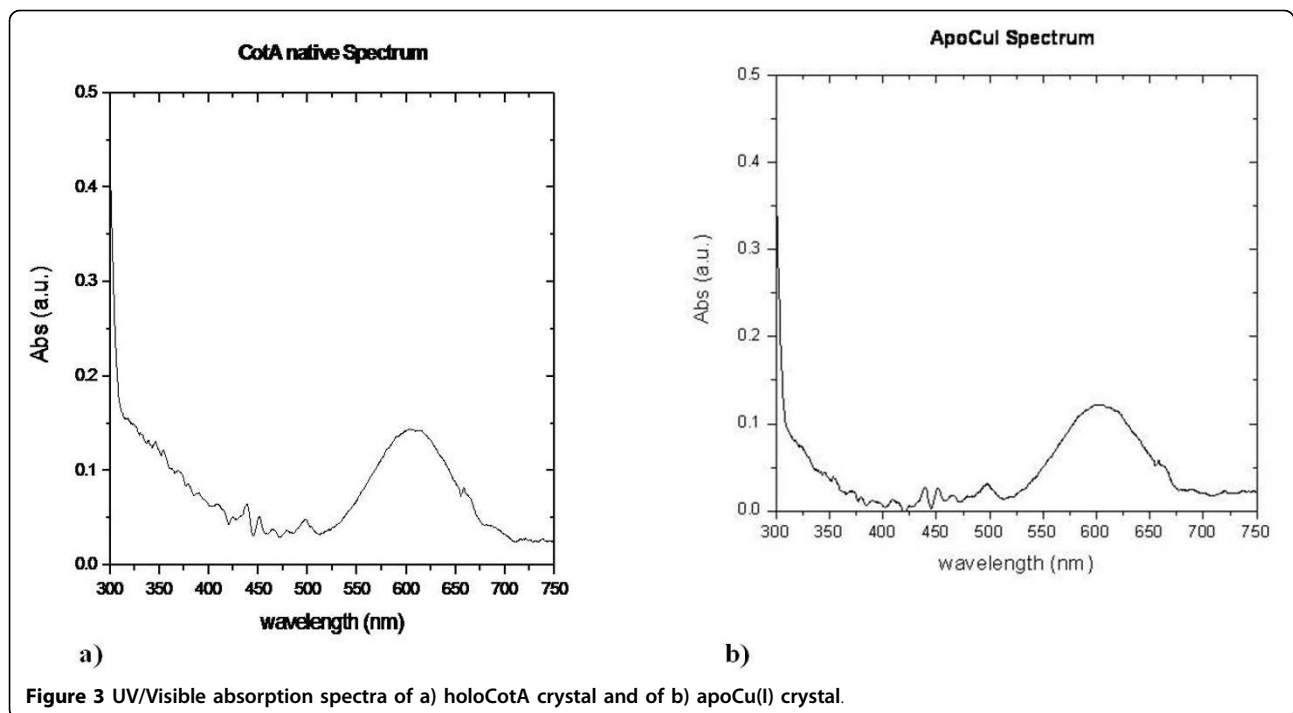 CotA native Spectrum
0.5
0.4
0.3
0.2
0.1
0.0
Abs (a.u.)
300 350 400 450 500 550 600 650 700 750
wavelength (nm)
a)
ApoCuI Spectrum
0.5
0.4
0.3
0.2
0.1
0.0
Abs (a.u.)
300 350 400 450 500 550 600 650 700 750
wavelength (nm)
b)
Figure 3 UV/Visible absorption spectra of a) holoCotA crystal and of b) apoCu(I) crystal.